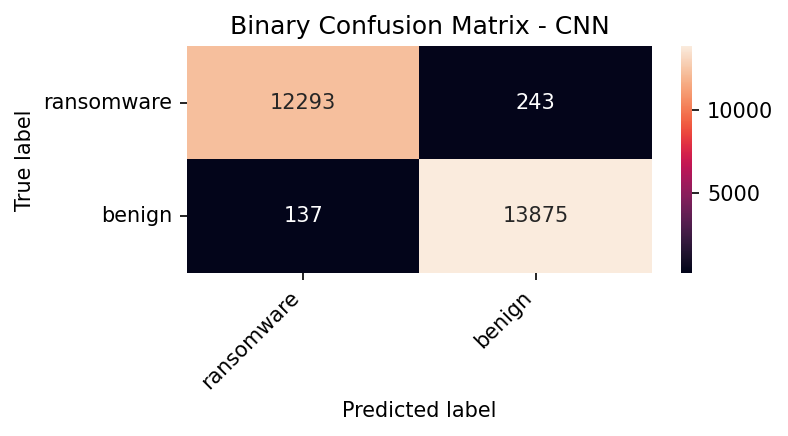 Binary Confusion Matrix - CNN
True label
ransomware
12293
243
benign
137
13875
10000
5000
ransomware
benign
Predicted label